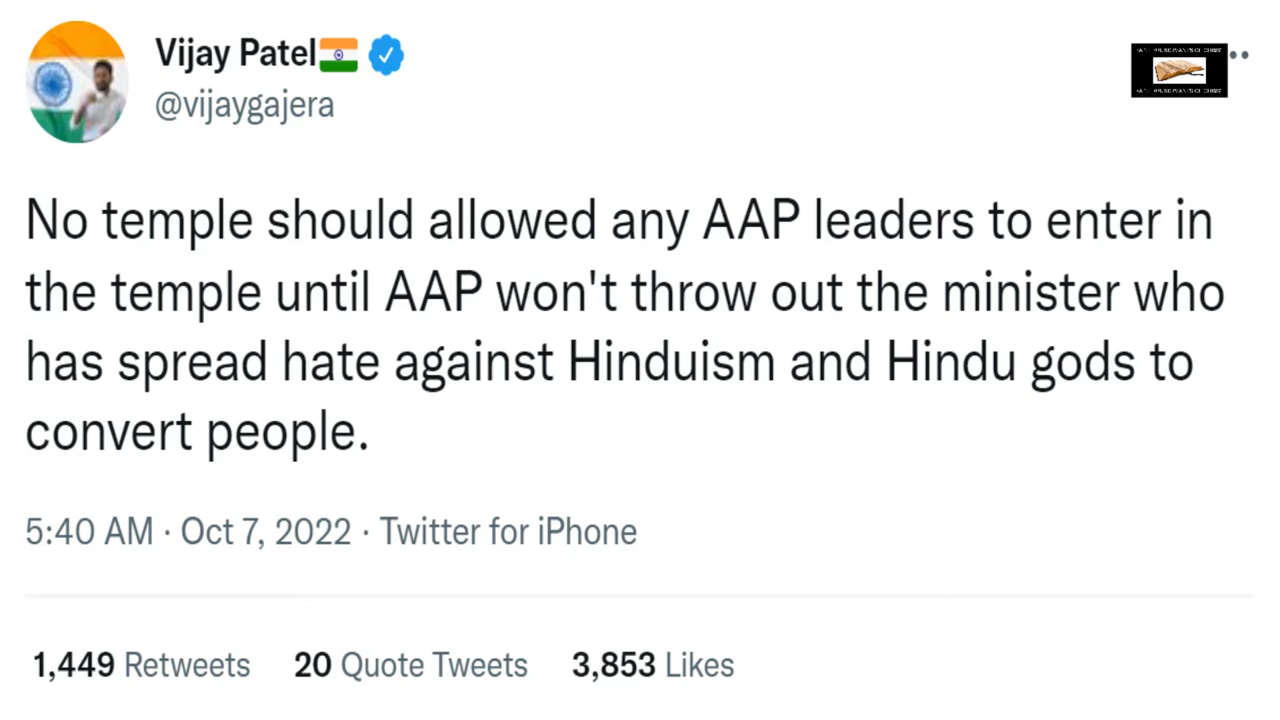 Vijay Patel
@vijaygajera
No temple should allowed any AAP leaders to enter in
the temple until AAP won't throw out the minister who
has spread hate against Hinduism and Hindu gods to
convert people.
5:40 AM · Oct 7, 2022 · Twitter for iPhone
1,449 Retweets 20 Quote Tweets 3,853 Likes